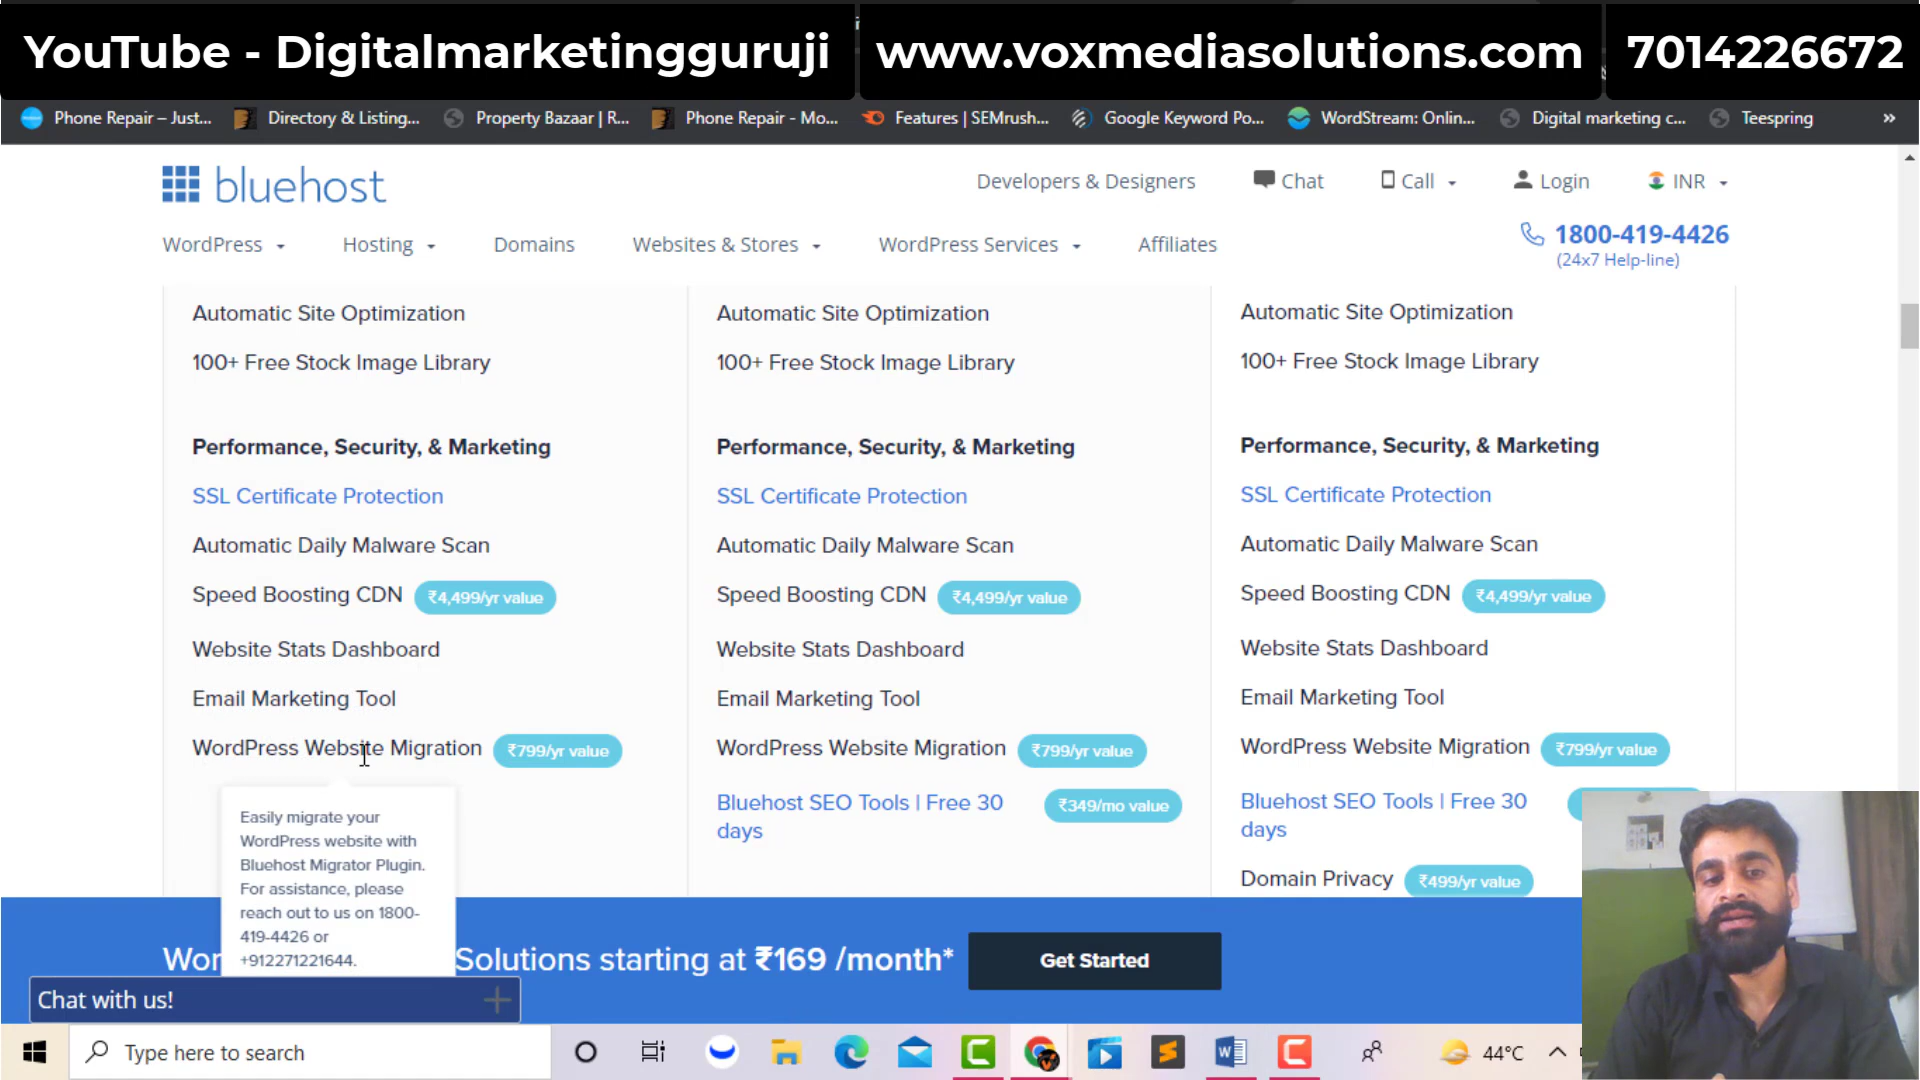 YouTube - Digitalmarketingguruji
www.voxmediasolutions.com
7014226672
Phone Repair – Just...
Directory & Listing...
Property Bazaar | R...
Phone Repair - Mo...
Features | SEMrush...
Google Keyword Po...
WordStream: Onlin...
Digital marketing c...
Teespring
»
bluehost
Developers & Designers
Chat
Call
Login
INR
WordPress
Hosting
Domains
Websites & Stores
WordPress Services
Affiliates
1800-419-4426
(24x7 Help-line)
Automatic Site Optimization
100+ Free Stock Image Library
Performance, Security, & Marketing
SSL Certificate Protection
Automatic Daily Malware Scan
Speed Boosting CDN ₹4,499/yr value
Website Stats Dashboard
Email Marketing Tool
WordPress Website Migration ₹799/yr value
Easily migrate your
WordPress website with
Bluehost Migrator Plugin.
For assistance, please
reach out to us on 1800-
419-4426 or
+912271221644.
Automatic Site Optimization
100+ Free Stock Image Library
Performance, Security, & Marketing
SSL Certificate Protection
Automatic Daily Malware Scan
Speed Boosting CDN ₹4,499/yr value
Website Stats Dashboard
Email Marketing Tool
WordPress Website Migration ₹799/yr value
Bluehost SEO Tools | Free 30 ₹349/mo value
days
Automatic Site Optimization
100+ Free Stock Image Library
Performance, Security, & Marketing
SSL Certificate Protection
Automatic Daily Malware Scan
Speed Boosting CDN ₹4,499/yr value
Website Stats Dashboard
Email Marketing Tool
WordPress Website Migration ₹799/yr value
Bluehost SEO Tools | Free 30
days
Domain Privacy ₹499/yr value
Solutions starting at ₹169 /month*
Get Started
Chat with us!
Type here to search
44°C